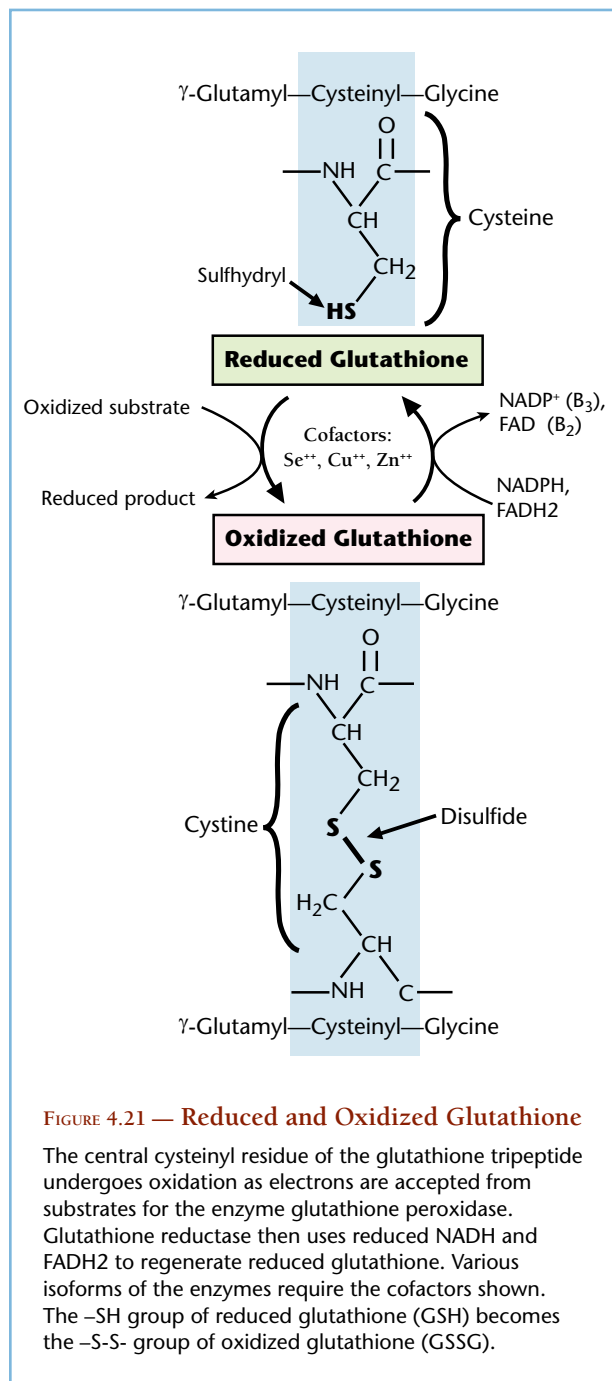 γ-Glutamyl—Cysteinyl—Glycine
O
NH C
CH
Cysteine
CH2
Sulfhydryl
HS
Reduced Glutathione
Oxidized substrate
Cofactors:
Se++, Cu++, Zn++
NADP+ (B3),
FAD (B2)
Reduced product
NADPH,
FADH2
Oxidized Glutathione
γ-Glutamyl—Cysteinyl—Glycine
O
NH C
CH
CH2
Cystine
S
Disulfide
S
H2C
CH
NH C
γ-Glutamyl—Cysteinyl—Glycine
FIGURE 4.21 — Reduced and Oxidized Glutathione
The central cysteinyl residue of the glutathione tripeptide
undergoes oxidation as electrons are accepted from
substrates for the enzyme glutathione peroxidase.
Glutathione reductase then uses reduced NADH and
FADH2 to regenerate reduced glutathione. Various
isoforms of the enzymes require the cofactors shown.
The –SH group of reduced glutathione (GSH) becomes
the –S-S- group of oxidized glutathione (GSSG).